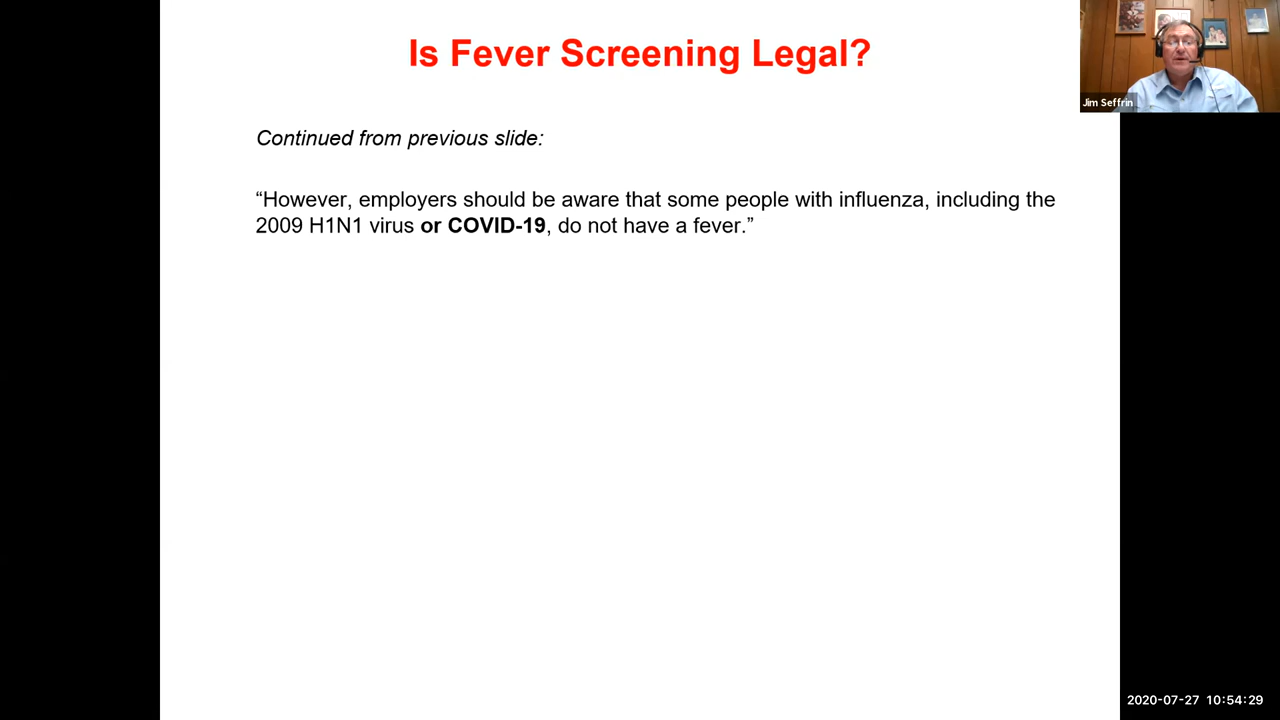 Is Fever Screening Legal?
Jim Seffrin
Continued from previous slide:
“However, employers should be aware that some people with influenza, including the
2009 H1N1 virus or COVID-19, do not have a fever.”
2020-07-27 10:54:29